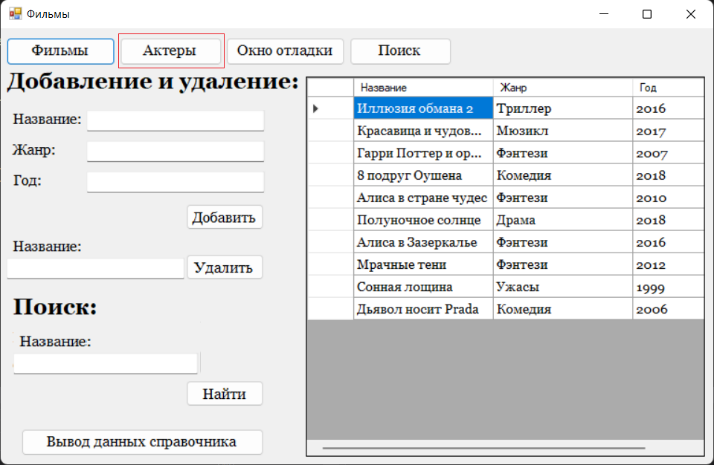 Фильмы
Фильмы Актеры Окно отладки Поиск
Добавление и удаление:
Название:
Жанр:
Год:
Добавить
Название:
Удалить
Поиск:
Название:
Найти
Вывод данных справочника
Название Жанр Год
Иллюзия обмана 2 Триллер 2016
Красавица и чудов... Мюзикл 2017
Гарри Поттер и ор... Фэнтези 2007
8 подруг Оушена Комедия 2018
Алиса в стране чудес Фэнтези 2010
Полуночное солнце Драма 2018
Алиса в Зазеркалье Фэнтези 2016
Мрачные тени Фэнтези 2012
Сонная лощина Ужасы 1999
Дьявол носит Prada Комедия 2006